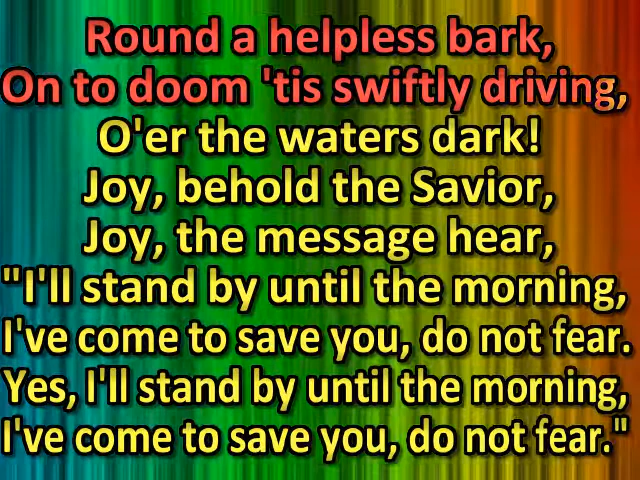 Round a helpless bark,
On to doom 'tis swiftly driving,
O'er the waters dark!
Joy, behold the Savior,
Joy, the message hear,
"I'll stand by until the morning,
I've come to save you, do not fear.
Yes, I'll stand by until the morning,
I've come to save you, do not fear."